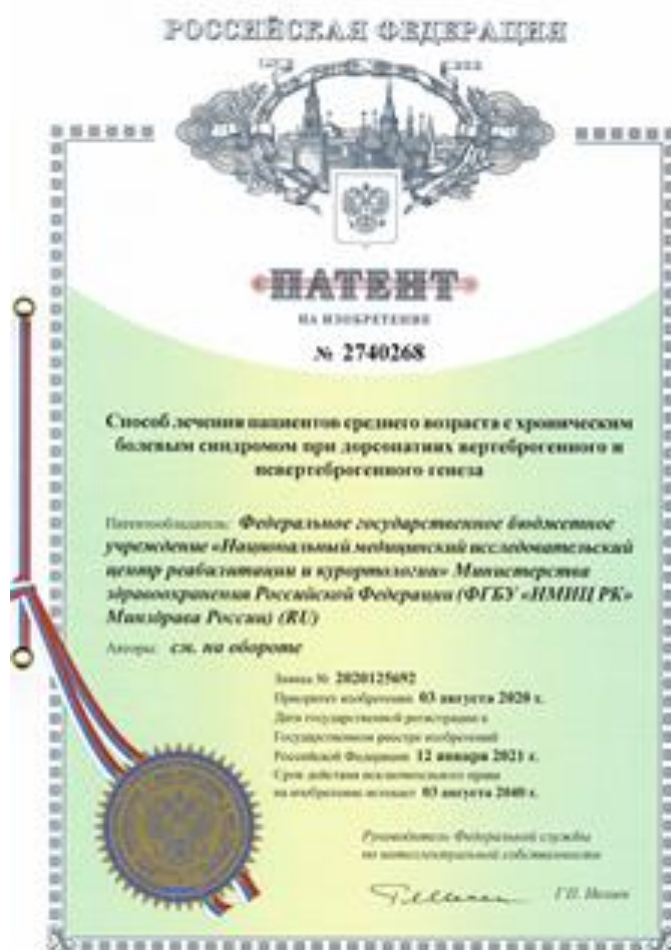 РОССИЙСКАЯ ФЕДЕРАЦИЯ
ПАТЕНТ
НА ИЗОБРЕТЕНИЕ
№ 2740268
Способ лечения пациентов среднего возраста с хроническим
болевым синдромом при дорсопатиях вертеброгенного и
невертеброгенного генеза
Патентообладатель: Федеральное государственное бюджетное
учреждение «Национальный медицинский исследовательский
центр реабилитации и курортологии» Министерства
здравоохранения Российской Федерации (ФГБУ «НМИЦ РК»
Минздрава России) (RU)
Авторы: см. на обороте
Заявка № 2020125692
Приоритет изобретения 03 августа 2020 г.
Дата государственной регистрации в
Государственном реестре изобретений
Российской Федерации 12 января 2021 г.
Срок действия исключительного права
на изобретение истекает 03 августа 2040 г.
Руководитель Федеральной службы
по интеллектуальной собственности
Г.П. Ивлиев